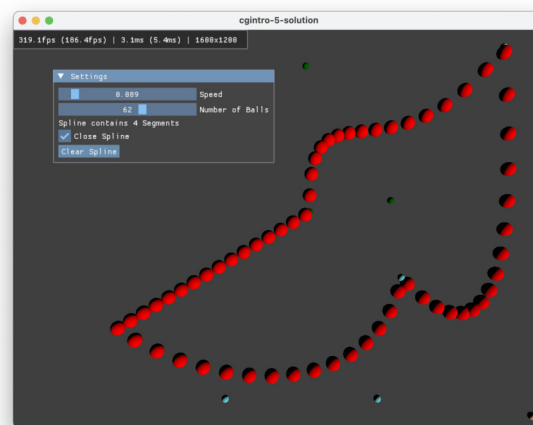 cgintro-5-solution
319.1fps (186.4fps) | 3.1ms (5.4ms) | 1600x1200
▼ Settings
0.009 Speed
62 Number of Balls
Spline contains 4 Segments
Close Spline
Clear Spline